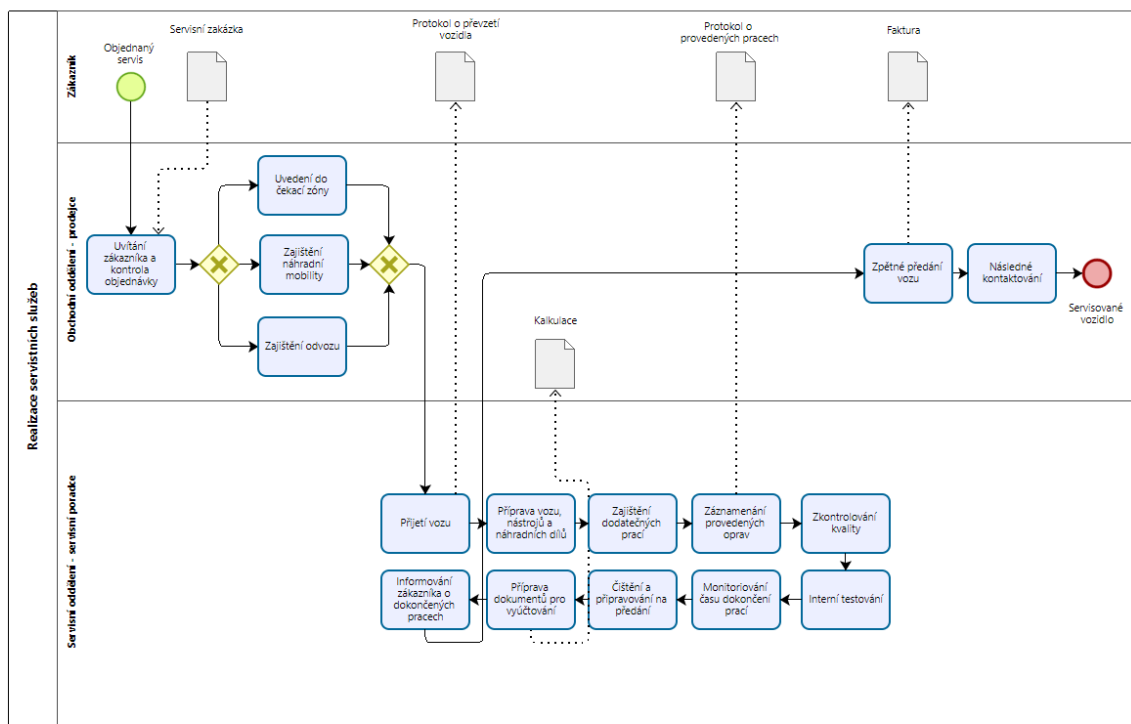 Realizace servistních služeb
Zákazník
Objednaný
servis
Servisní zakázka
Protokol o převzetí
vozidla
Protokol o
provedených pracech
Faktura
Obchodní oddělení - prodejce
Uvítání
zákazníka a
kontrola
objednávky
Uvedení do
čekací zóny
Zajištění
náhradní
mobility
Zajištění odvozu
Kalkulace
Zpětné předání
vozu
Následné
kontaktování
Servisované
vozidlo
Servisní oddíení - servisní poradce
Přijetí vozu
Příprava vozu,
nástrojů a
náhradních dílů
Zajištění
dodatečných
prací
Záznamenání
provedených
oprav
Zkontrolování
kvality
Informování
zákazníka o
dokončených
pracech
Příprava
dokumentů pro
vyúčtování
Čištění a
připravování na
předání
Monitoriování
času dokončení
prací
Interní testování